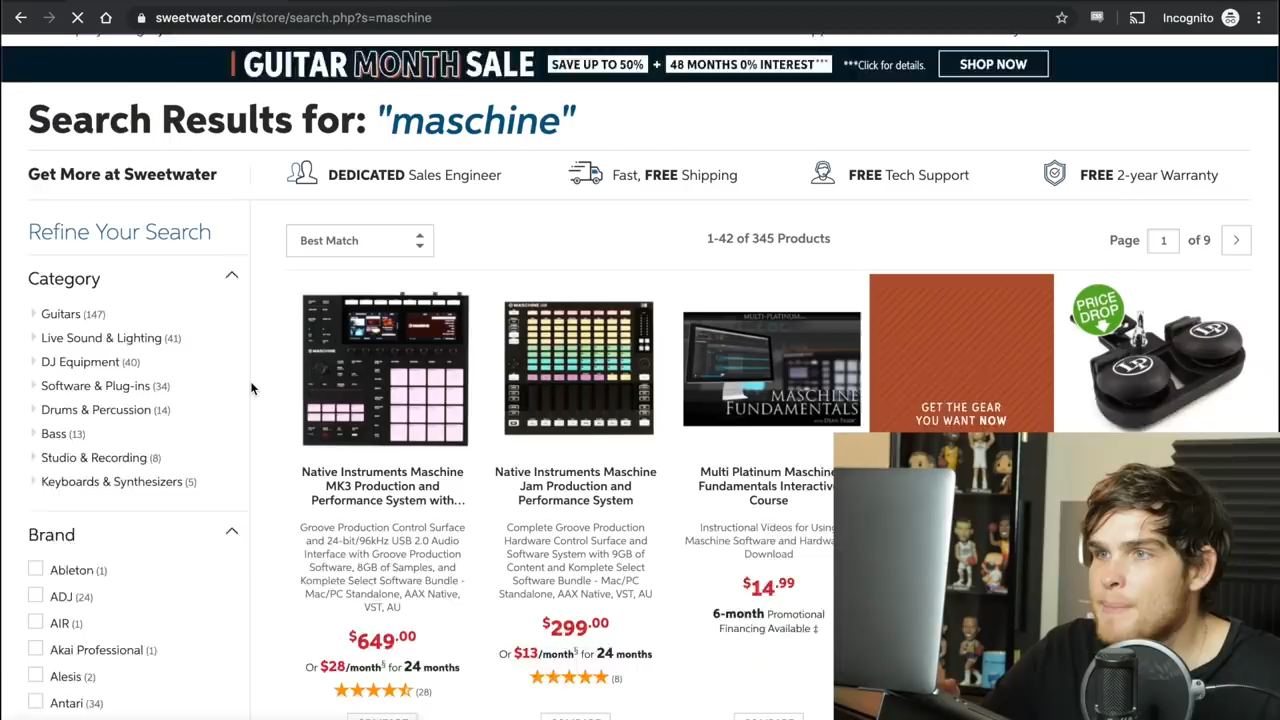 sweetwater.com/store/search.php?s=maschine
Incognito
GUITAR MONTH SALE SAVE UP TO 50% + 48 MONTHS 0% INTEREST*** ***Click for details. SHOP NOW
Search Results for: "maschine"
Get More at Sweetwater
DEDICATED Sales Engineer
Fast, FREE Shipping
FREE Tech Support
FREE 2-year Warranty
Refine Your Search
Best Match
1-42 of 345 Products
Page 1 of 9
Category
Guitars (147)
Live Sound & Lighting (41)
DJ Equipment (40)
Software & Plug-ins (34)
Drums & Percussion (14)
Bass (13)
Studio & Recording (8)
Keyboards & Synthesizers (5)
Brand
Ableton (1)
ADJ (24)
AIR (1)
Akai Professional (1)
Alesis (2)
Antari (34)
Native Instruments Maschine
MK3 Production and
Performance System with...
Groove Production Control Surface
and 24-bit/96kHz USB 2.0 Audio
Interface with Groove Production
Software, 8GB of Samples, and
Komplete Select Software Bundle -
Mac/PC Standalone, AAX Native,
VST, AU
$649.00
Or $28/month§ for 24 months
(28)
Native Instruments Maschine
Jam Production and
Performance System
Complete Groove Production
Hardware Control Surface and
Software System with 9GB of
Content and Komplete Select
Software Bundle - Mac/PC
Standalone, AAX Native, VST, AU
$299.00
Or $13/month§ for 24 months
(8)
MULTI-PLATINUM
MASCHINE
FUNDAMENTALS
Multi Platinum Maschine
Fundamentals Interactive
Course
Instructional Videos for Using
Maschine Software and Hardware
Download
$14.99
6-month Promotional
Financing Available ‡
GET THE GEAR
YOU WANT NOW
PRICE
DROP
LP
LP